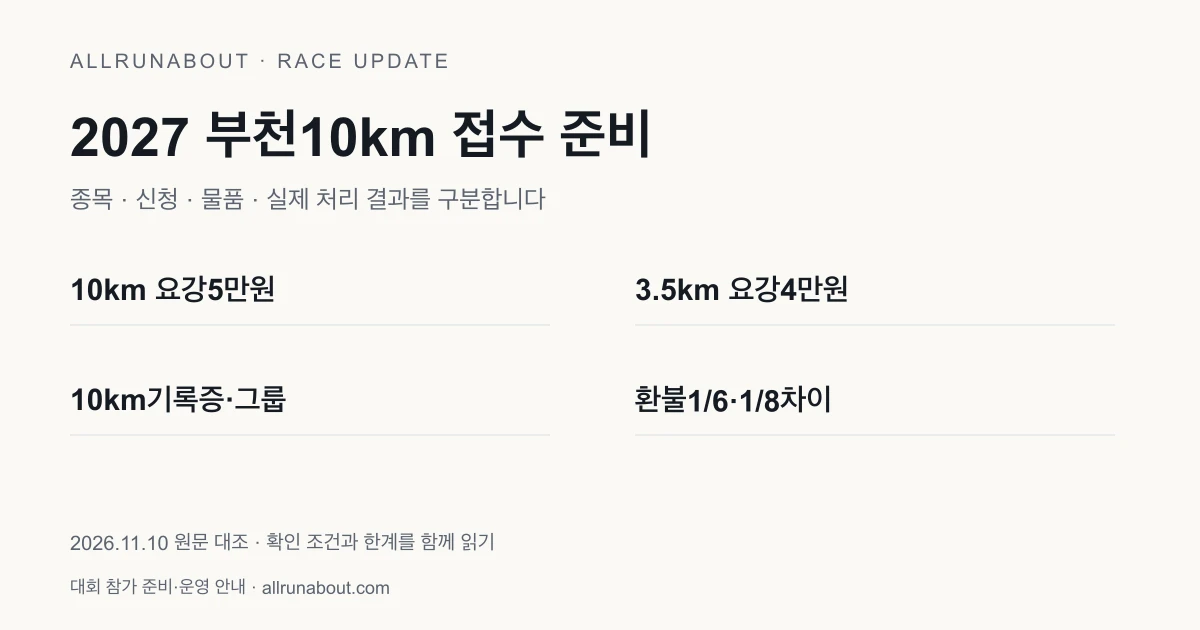 ALLRUNABOUT · RACE UPDATE
2027 부천10km 접수 준비
종목 · 신청 · 물품 · 실제 처리 결과를 구분합니다
10km 요강5만원
3.5km 요강4만원
10km기록증·그룹
환불1/6·1/8차이
2026.11.10 원문 대조 · 확인 조건과 한계를 함께 읽기
대회 참가 준비·운영 안내 · allrunabout.com